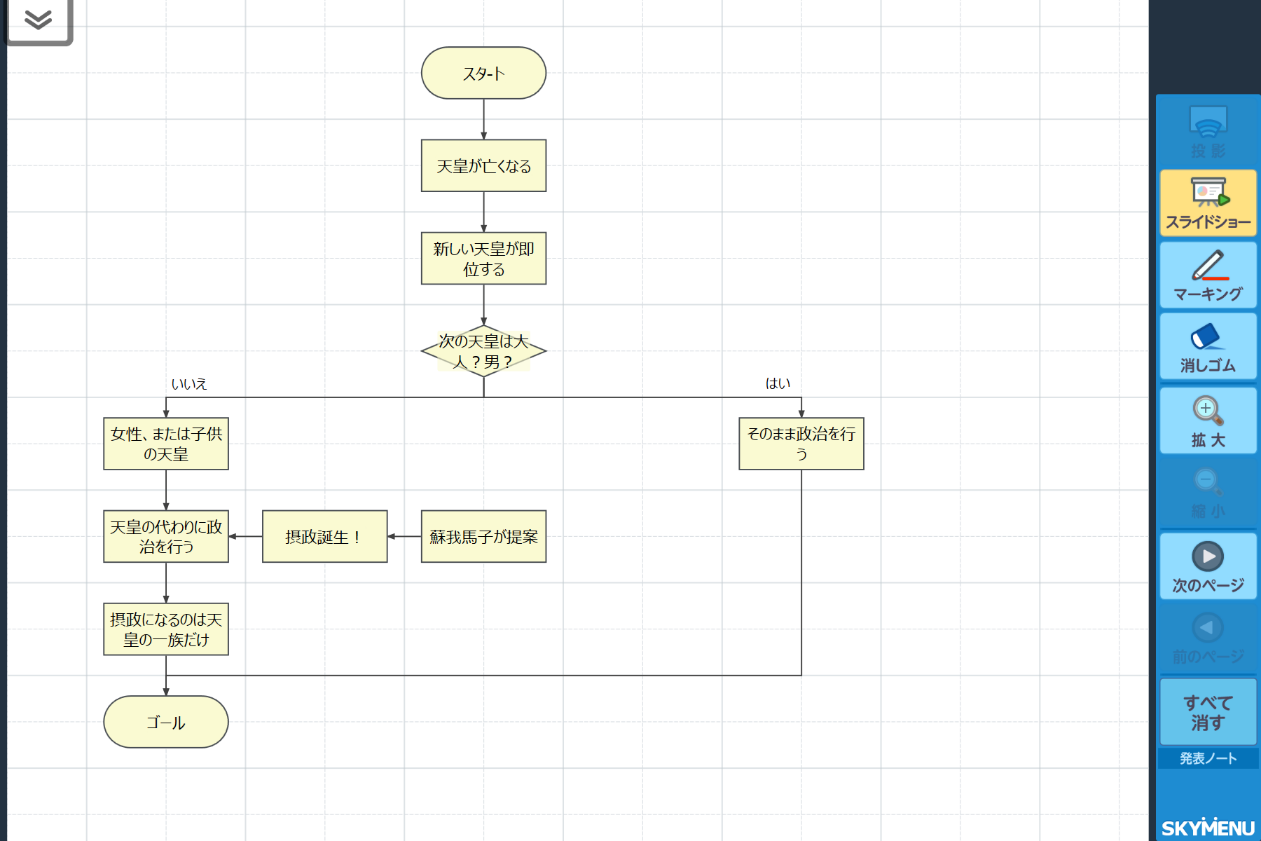 スタート
天皇が亡くなる
新しい天皇が即
位する
次の天皇は大
人？男？
いいえ
はい
女性、または子供
の天皇
そのまま政治を行
う
天皇の代わりに政
治を行う
摂政誕生！
蘇我馬子が提案
摂政になるのは天
皇の一族だけ
ゴール
投影
スライドショー
マーキング
消しゴム
拡大
縮小
次のページ
前のページ
すべて
消す
発表ノート
SKYMENU